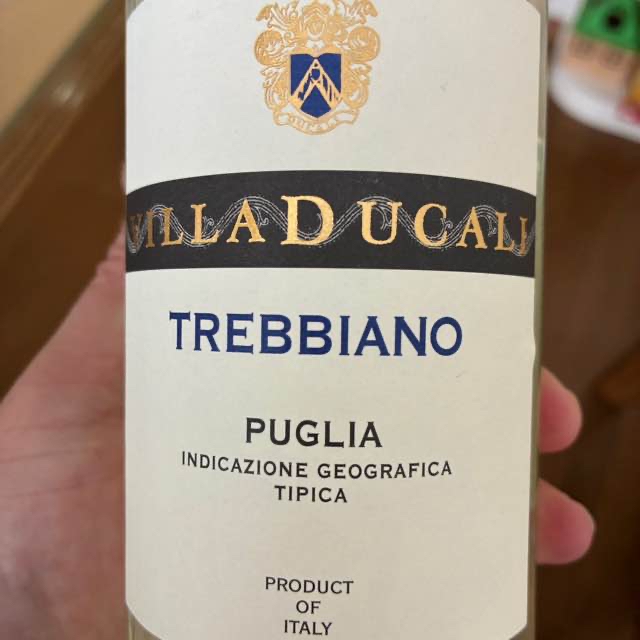 VILLA DUCALI
TREBBIANO
PUGLIA
INDICAZIONE GEOGRAFICA
TIPICA
PRODUCT
OF
ITALY